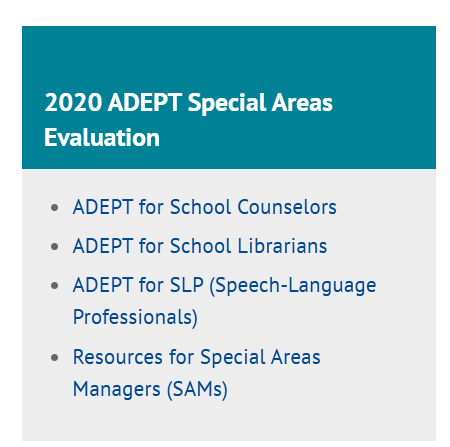 2020 ADEPT Special Areas
Evaluation
ADEPT for School Counselors
ADEPT for School Librarians
ADEPT for SLP (Speech-Language
Professionals)
Resources for Special Areas
Managers (SAMs)